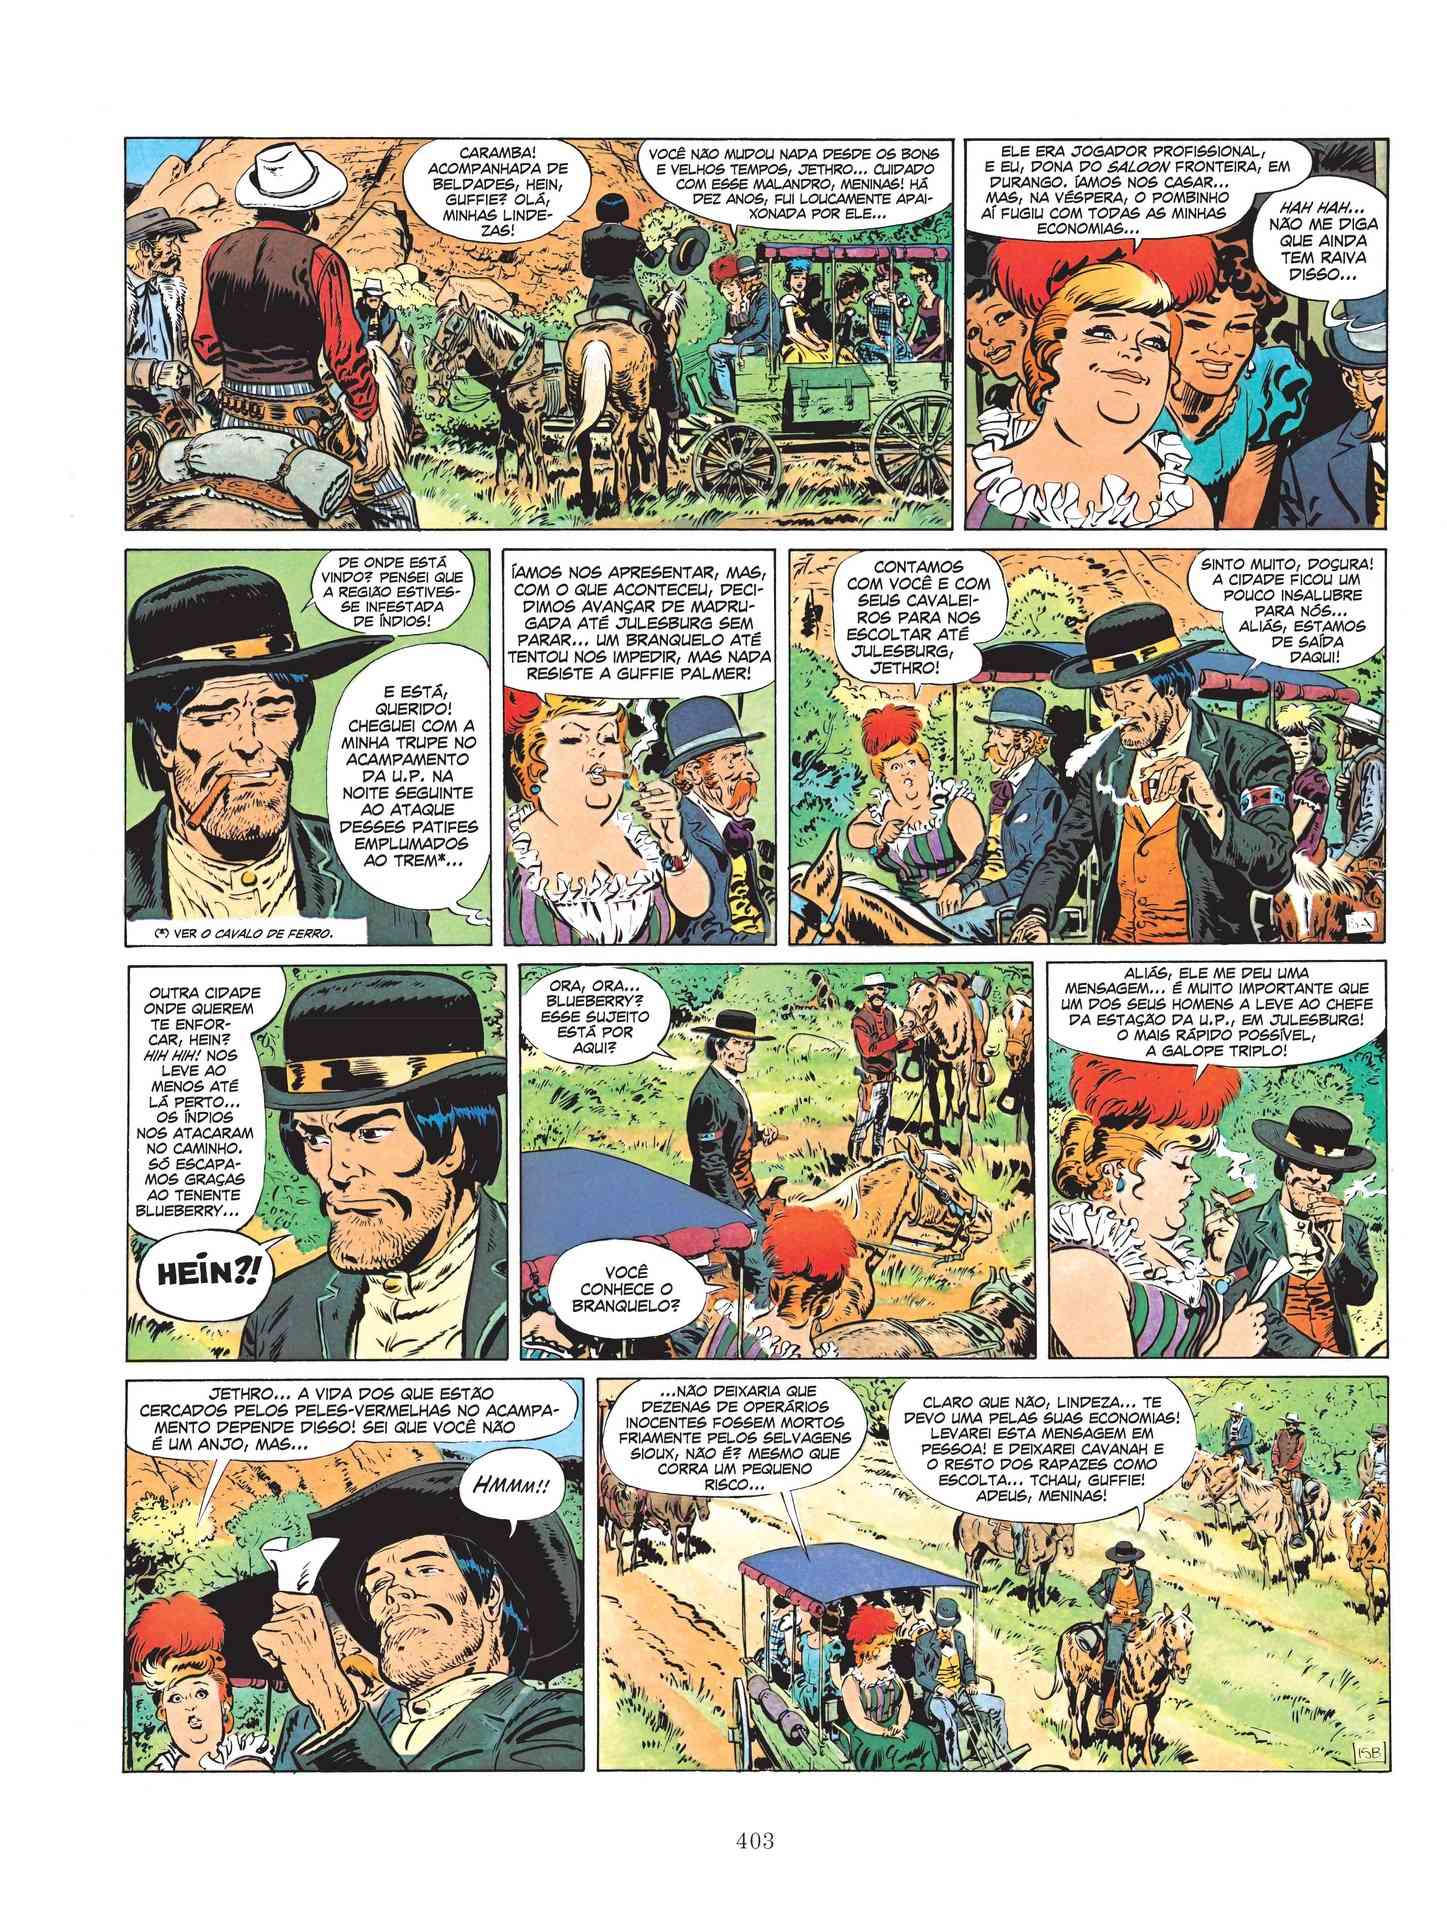 CARAMBA!
ACOMPANHADA DE
BELDADES, HEIN,
GUFFIE? OLÁ,
MINHAS LINDE-
ZAS!
VOCÊ NÃO MUDOU NADA DESDE OS BONS
E VELHOS TEMPOS, JETHRO... CUIDADO
COM ESSE MALANDRO, MENINAS! HÁ
DEZ ANOS, FUI LOUCAMENTE APAI-
XONADA POR ELE...
ELE ERA JOGADOR PROFISSIONAL,
E EU, DONA DO SALOON FRONTEIRA, EM
DURANGO. ÍAMOS NOS CASAR...
MAS, NA VÉSPERA, O POMBINHO
AÍ FUGIU COM TODAS AS MINHAS
ECONOMIAS...
HAH HAH...
NÃO ME DIGA
QUE AINDA
TEM RAIVA
DISSO...
DE ONDE ESTÁ
VINDO? PENSEI QUE
A REGIÃO ESTIVES-
SE INFESTADA
DE ÍNDIOS!
E ESTÁ,
QUERIDO!
CHEGUEI COM A
MINHA TRUPE NO
ACAMPAMENTO
DA U.P. NA
NOITE SEGUINTE
AO ATAQUE
DESSES PATIFES
EMPLUMADOS
AO TREM*...
(*) VER O CAVALO DE FERRO.
ÍAMOS NOS APRESENTAR, MAS,
COM O QUE ACONTECEU, DECI-
DIMOS AVANÇAR DE MADRU-
GADA ATÉ JULESBURG SEM
PARAR... UM BRANQUELO ATÉ
TENTOU NOS IMPEDIR, MAS NADA
RESISTE A GUFFIE PALMER!
CONTAMOS
COM VOCÊ E COM
SEUS CAVALEI-
ROS PARA NOS
ESCOLTAR ATÉ
JULESBURG,
JETHRO!
SINTO MUITO, DOÇURA!
A CIDADE FICOU UM
POUCO INSALUBRE
PARA NÓS...
ALIÁS, ESTAMOS
DE SAÍDA
DAQUI!
OUTRA CIDADE
ONDE QUEREM
TE ENFOR-
CAR, HEIN?
HIH HIH! NOS
LEVE AO
MENOS ATÉ
LÁ PERTO...
OS ÍNDIOS
NOS ATACARAM
NO CAMINHO.
SÓ ESCAPA-
MOS GRAÇAS
AO TENENTE
BLUEBERRY...
HEIN?!
ORA, ORA...
BLUEBERRY?
ESSE SUJEITO
ESTÁ POR
AQUI?
VOCÊ
CONHECE O
BRANQUELO?
ALIÁS, ELE ME DEU UMA
MENSAGEM... É MUITO IMPORTANTE QUE
UM DOS SEUS HOMENS A LEVE AO CHEFE
DA ESTAÇÃO DA U.P., EM JULESBURG!
O MAIS RÁPIDO POSSÍVEL,
A GALOPE TRIPLO!
JETHRO... A VIDA DOS QUE ESTÃO
CERCADOS PELOS PELES-VERMELHAS NO ACAMPA-
MENTO DEPENDE DISSO! SEI QUE VOCÊ NÃO
É UM ANJO, MAS...
HMMM!!
...NÃO DEIXARIA QUE
DEZENAS DE OPERÁRIOS
INOCENTES FOSSEM MORTOS
FRIAMENTE PELOS SELVAGENS
SIOUX, NÃO É? MESMO QUE
CORRA UM PEQUENO
RISCO...
CLARO QUE NÃO, LINDEZA... TE
DEVO UMA PELAS SUAS ECONOMIAS!
LEVAREI ESTA MENSAGEM EM
PESSOA! E DEIXAREI CAVANAH E
O RESTO DOS RAPAZES COMO
ESCOLTA... TCHAU, GUFFIE!
ADEUS, MENINAS!
15B
403